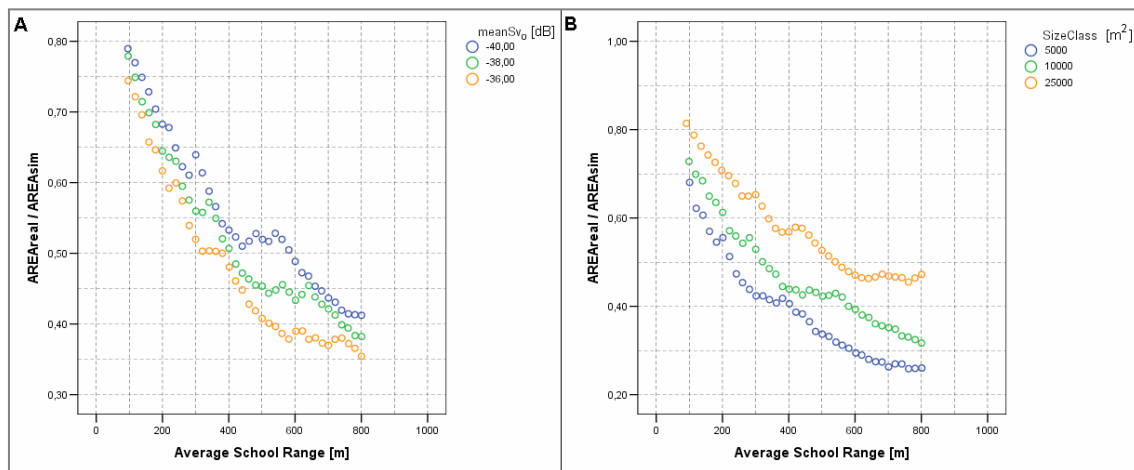 A
meanSv₀ [dB]
-40,00
-38,00
-36,00
0,80
0,70
0,60
0,50
0,40
0,30
AREAreal / AREAsim
0 200 400 600 800 1000
Average School Range [m]
B
SizeClass [m²]
5000
10000
25000
1,00
0,80
0,60
0,40
0,20
AREAreal / AREAsim
0 200 400 600 800 1000
Average School Range [m]